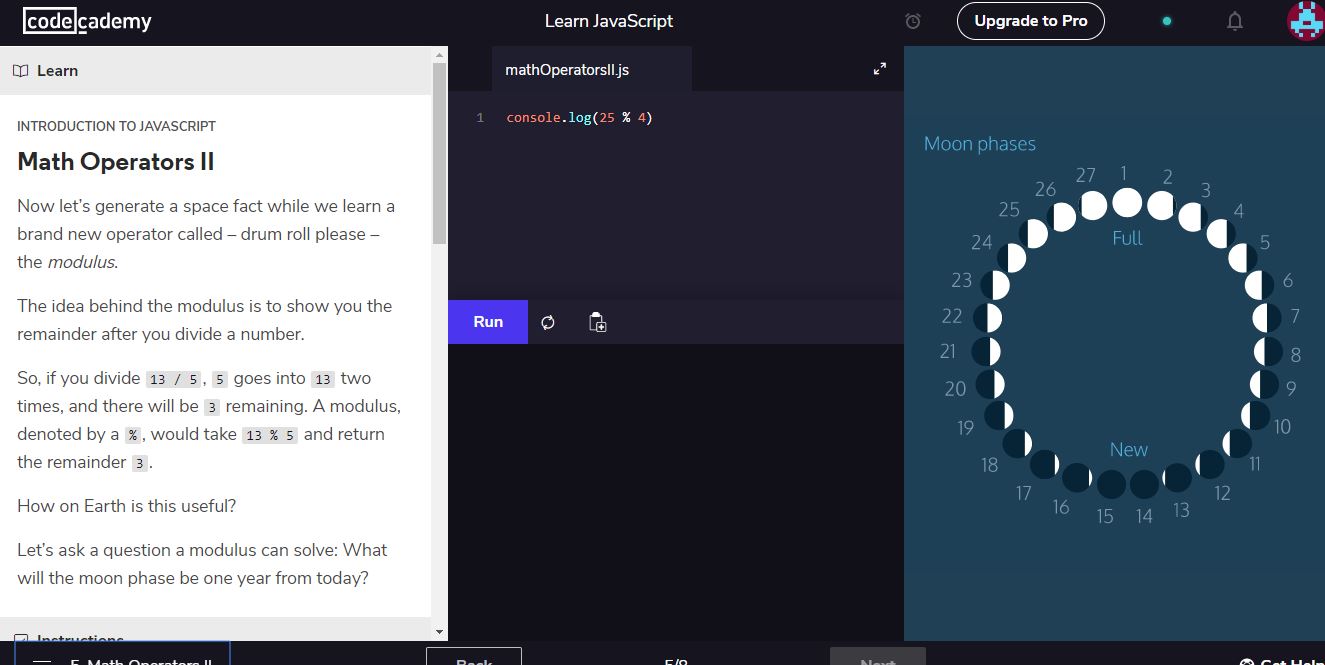 codecademy
Learn JavaScript
Upgrade to Pro
Learn
INTRODUCTION TO JAVASCRIPT
Math Operators II
Now let’s generate a space fact while we learn a
brand new operator called – drum roll please –
the modulus.
The idea behind the modulus is to show you the
remainder after you divide a number.
So, if you divide 13 / 5, 5 goes into 13 two
times, and there will be 3 remaining. A modulus,
denoted by a %, would take 13 % 5 and return
the remainder 3.
How on Earth is this useful?
Let’s ask a question a modulus can solve: What
will the moon phase be one year from today?
Instructions
mathOperatorsII.js
1 console.log(25 % 4)
Run
Moon phases
1
2
3
4
5
6
7
8
9
10
11
12
13
14
15
16
17
18
19
20
21
22
23
24
25
26
27
Full
New
5. Math Operators II
Back
5/8
Next
Get Help